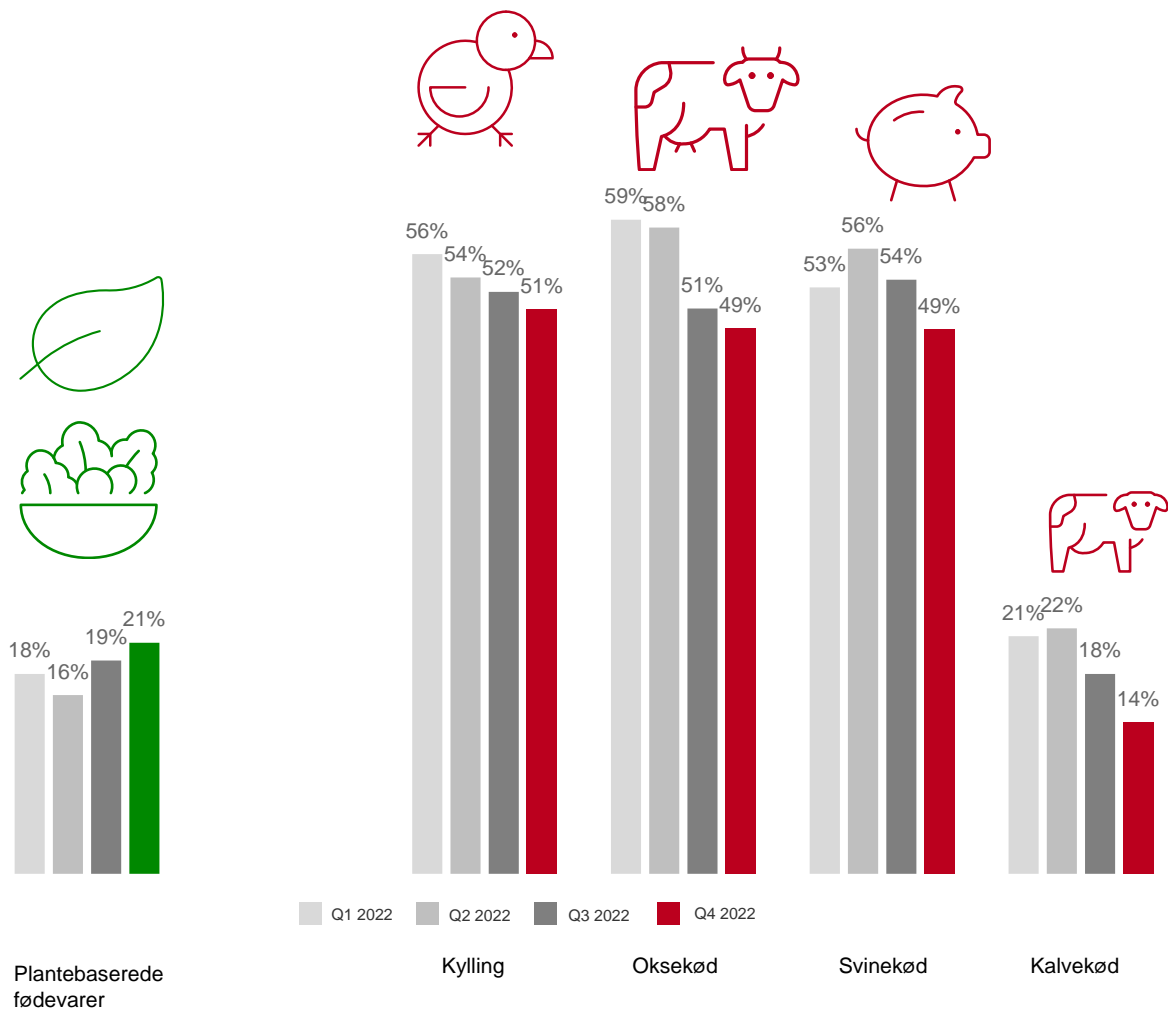 59%
58%
56%
56%
54%
52%
51%
51%
49%
53%
54%
49%
18%
16%
19%
21%
21%
22%
18%
14%
Q1 2022
Q2 2022
Q3 2022
Q4 2022
Plantebaserede
fødevarer
Kylling
Oksekød
Svinekød
Kalvekød